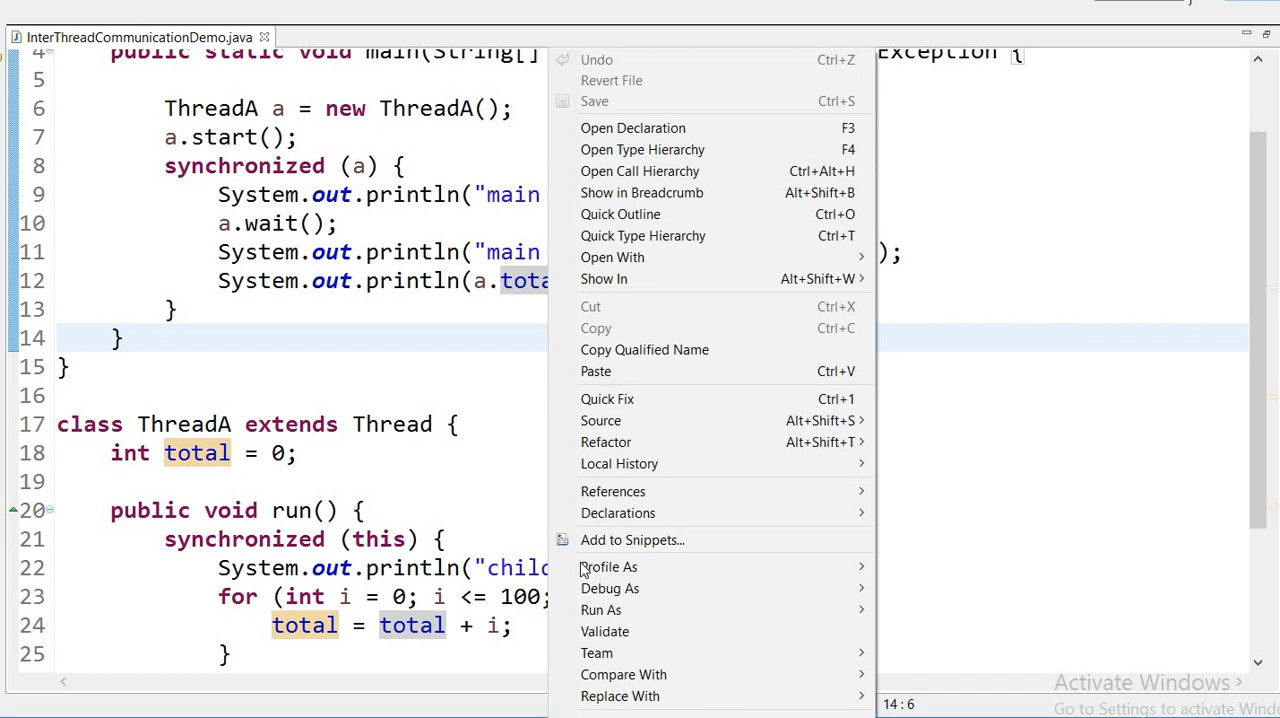 InterThreadCommunicationDemo.java
4 public static void main(String[] Exception {
5
6 ThreadA a = new ThreadA();
7 a.start();
8 synchronized (a) {
9 System.out.println("main
10 a.wait();
11 System.out.println("main );
12 System.out.println(a.tota
13 }
14 }
15 }
16
17 class ThreadA extends Thread {
18 int total = 0;
19
20 public void run() {
21 synchronized (this) {
22 System.out.println("child
23 for (int i = 0; i <= 100;
24 total = total + i;
25 }
Undo Ctrl+Z
Revert File
Save Ctrl+S
Open Declaration F3
Open Type Hierarchy F4
Open Call Hierarchy Ctrl+Alt+H
Show in Breadcrumb Alt+Shift+B
Quick Outline Ctrl+O
Quick Type Hierarchy Ctrl+T
Open With
Show In Alt+Shift+W
Cut Ctrl+X
Copy Ctrl+C
Copy Qualified Name
Paste Ctrl+V
Quick Fix Ctrl+1
Source Alt+Shift+S
Refactor Alt+Shift+T
Local History
References
Declarations
Add to Snippets...
Profile As
Debug As
Run As
Validate
Team
Compare With
Replace With
Activate Windows
14 : 6
Go to Settings to activate Wind